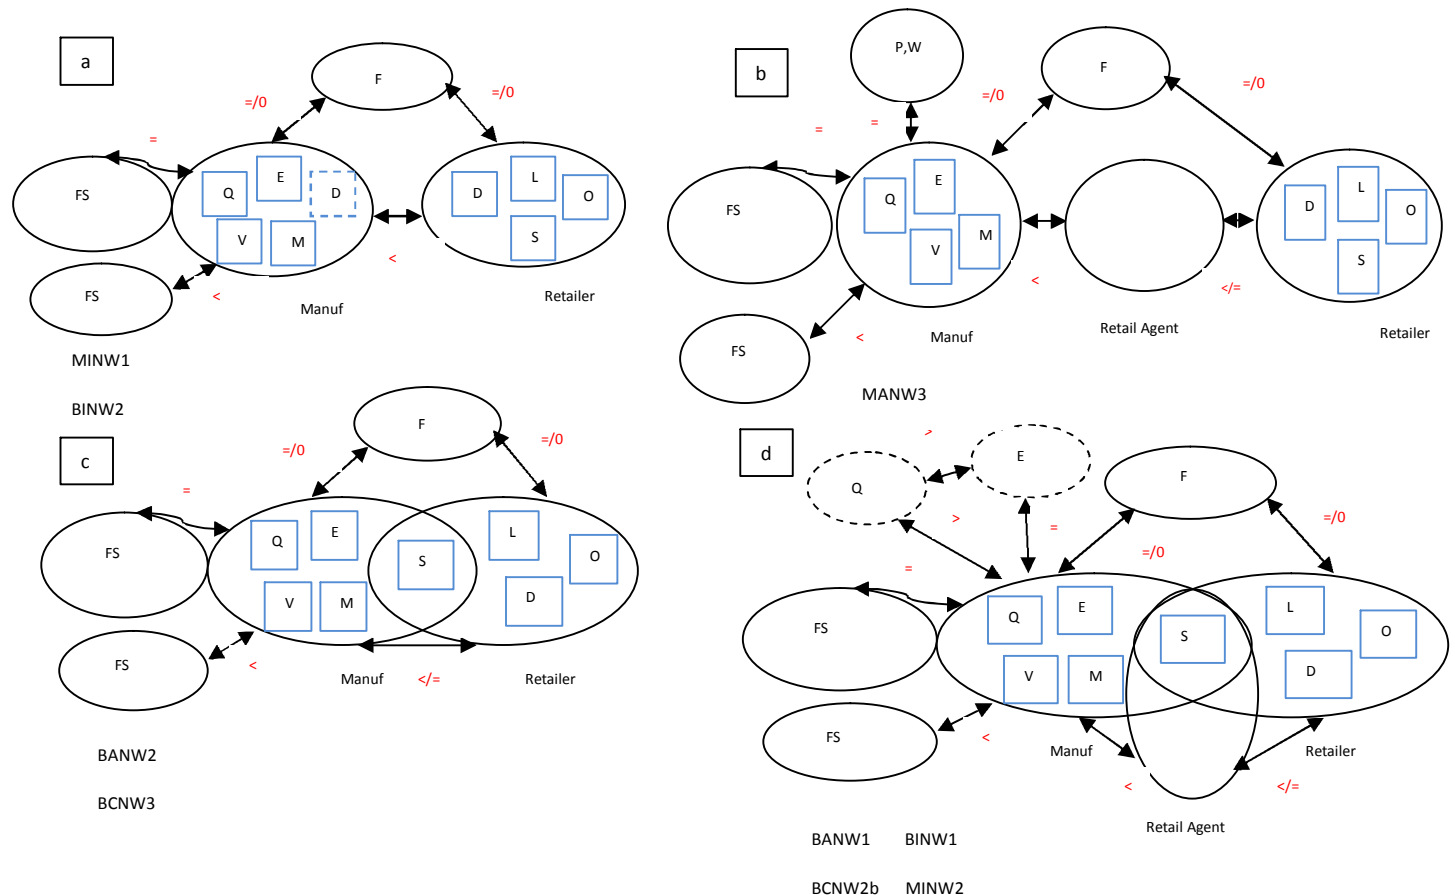 a
F
=/0
=/0
=
FS
Q
E
D
V
M
D
L
O
S
<
FS
<
Manuf
Retailer
MINW1
BINW2
b
P,W
F
=/0
=/0
=
=
FS
Q
E
V
M
D
L
O
S
<
</=
FS
<
Manuf
Retail Agent
Retailer
MANW3
c
F
=/0
=/0
=
FS
Q
E
V
M
S
L
O
D
FS
<
Manuf
</=
Retailer
BANW2
BCNW3
d
Q
E
F
>
=
=/0
=/0
=
FS
Q
E
V
M
S
L
O
D
FS
<
Manuf
Retailer
<
</=
Retail Agent
BANW1 BINW1
BCNW2b MINW2